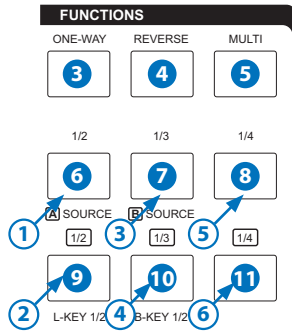 FUNCTIONS
ONE-WAY REVERSE MULTI
3 4 5
1/2 1/3 1/4
6 7 8
A SOURCE B SOURCE
1 3 5
1/2 1/3 1/4
9 10 11
2 4 6
L-KEY 1/2 B-KEY 1/2